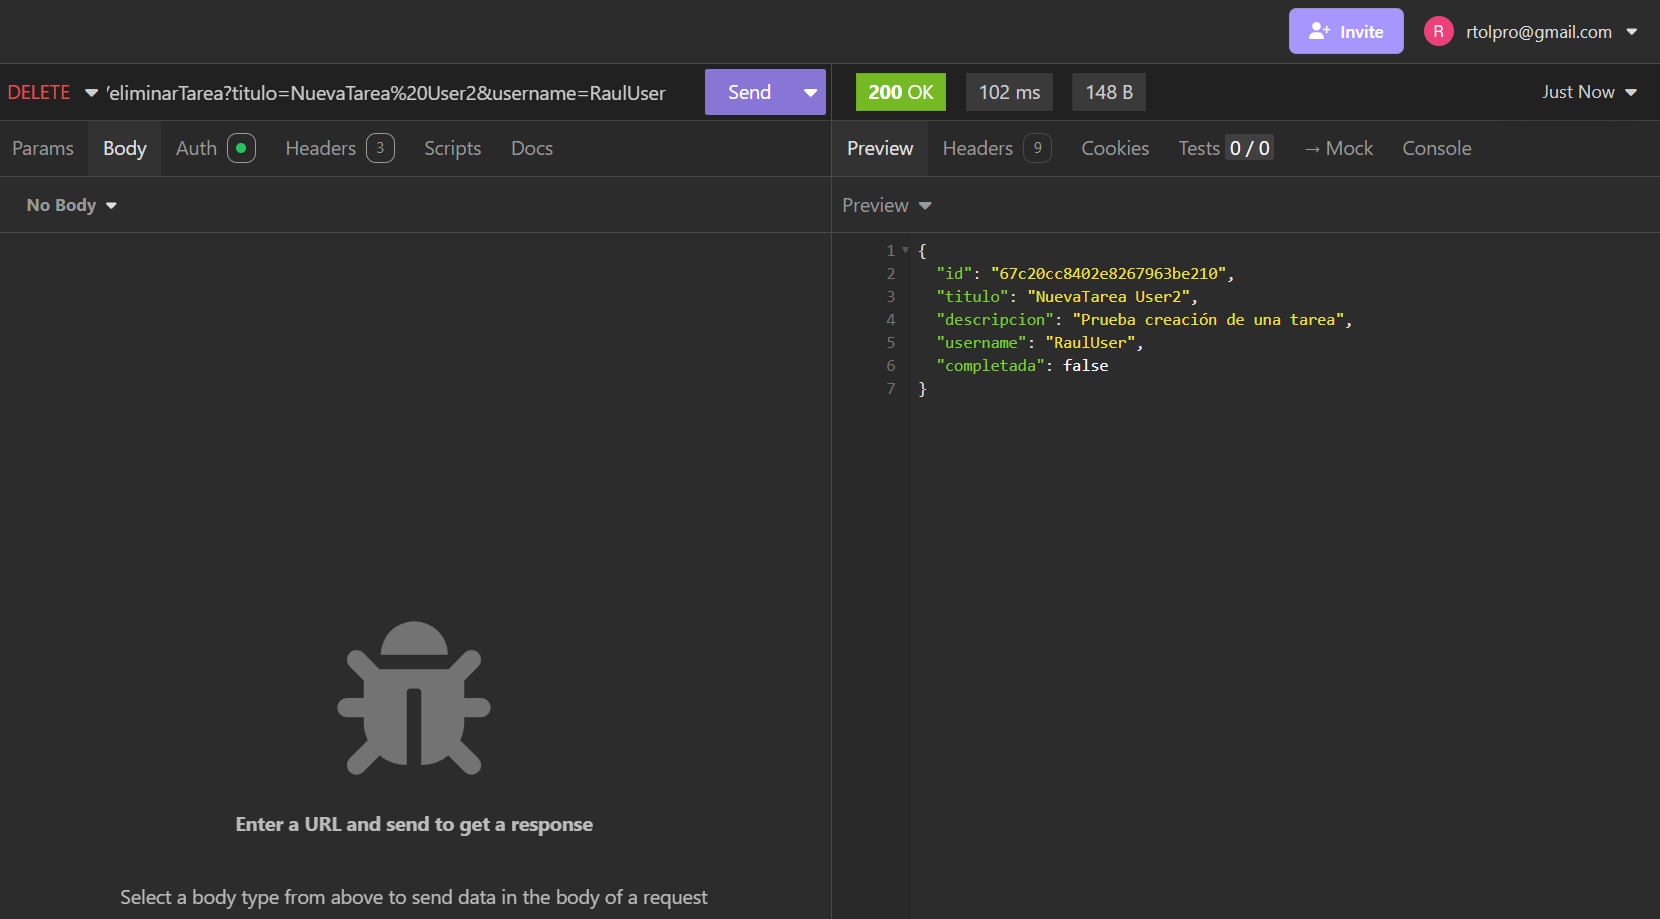 Invite
R rtolpro@gmail.com
DELETE /eliminarTarea?titulo=NuevaTarea%20User2&username=RaulUser Send
200 OK 102 ms 148 B Just Now
Params Body Auth Headers 3 Scripts Docs
Preview Headers 9 Cookies Tests 0 / 0 → Mock Console
No Body
Preview
1 {
2 "id": "67c20cc8402e8267963be210",
3 "titulo": "NuevaTarea User2",
4 "descripcion": "Prueba creación de una tarea",
5 "username": "RaulUser",
6 "completada": false
7 }
Enter a URL and send to get a response
Select a body type from above to send data in the body of a request